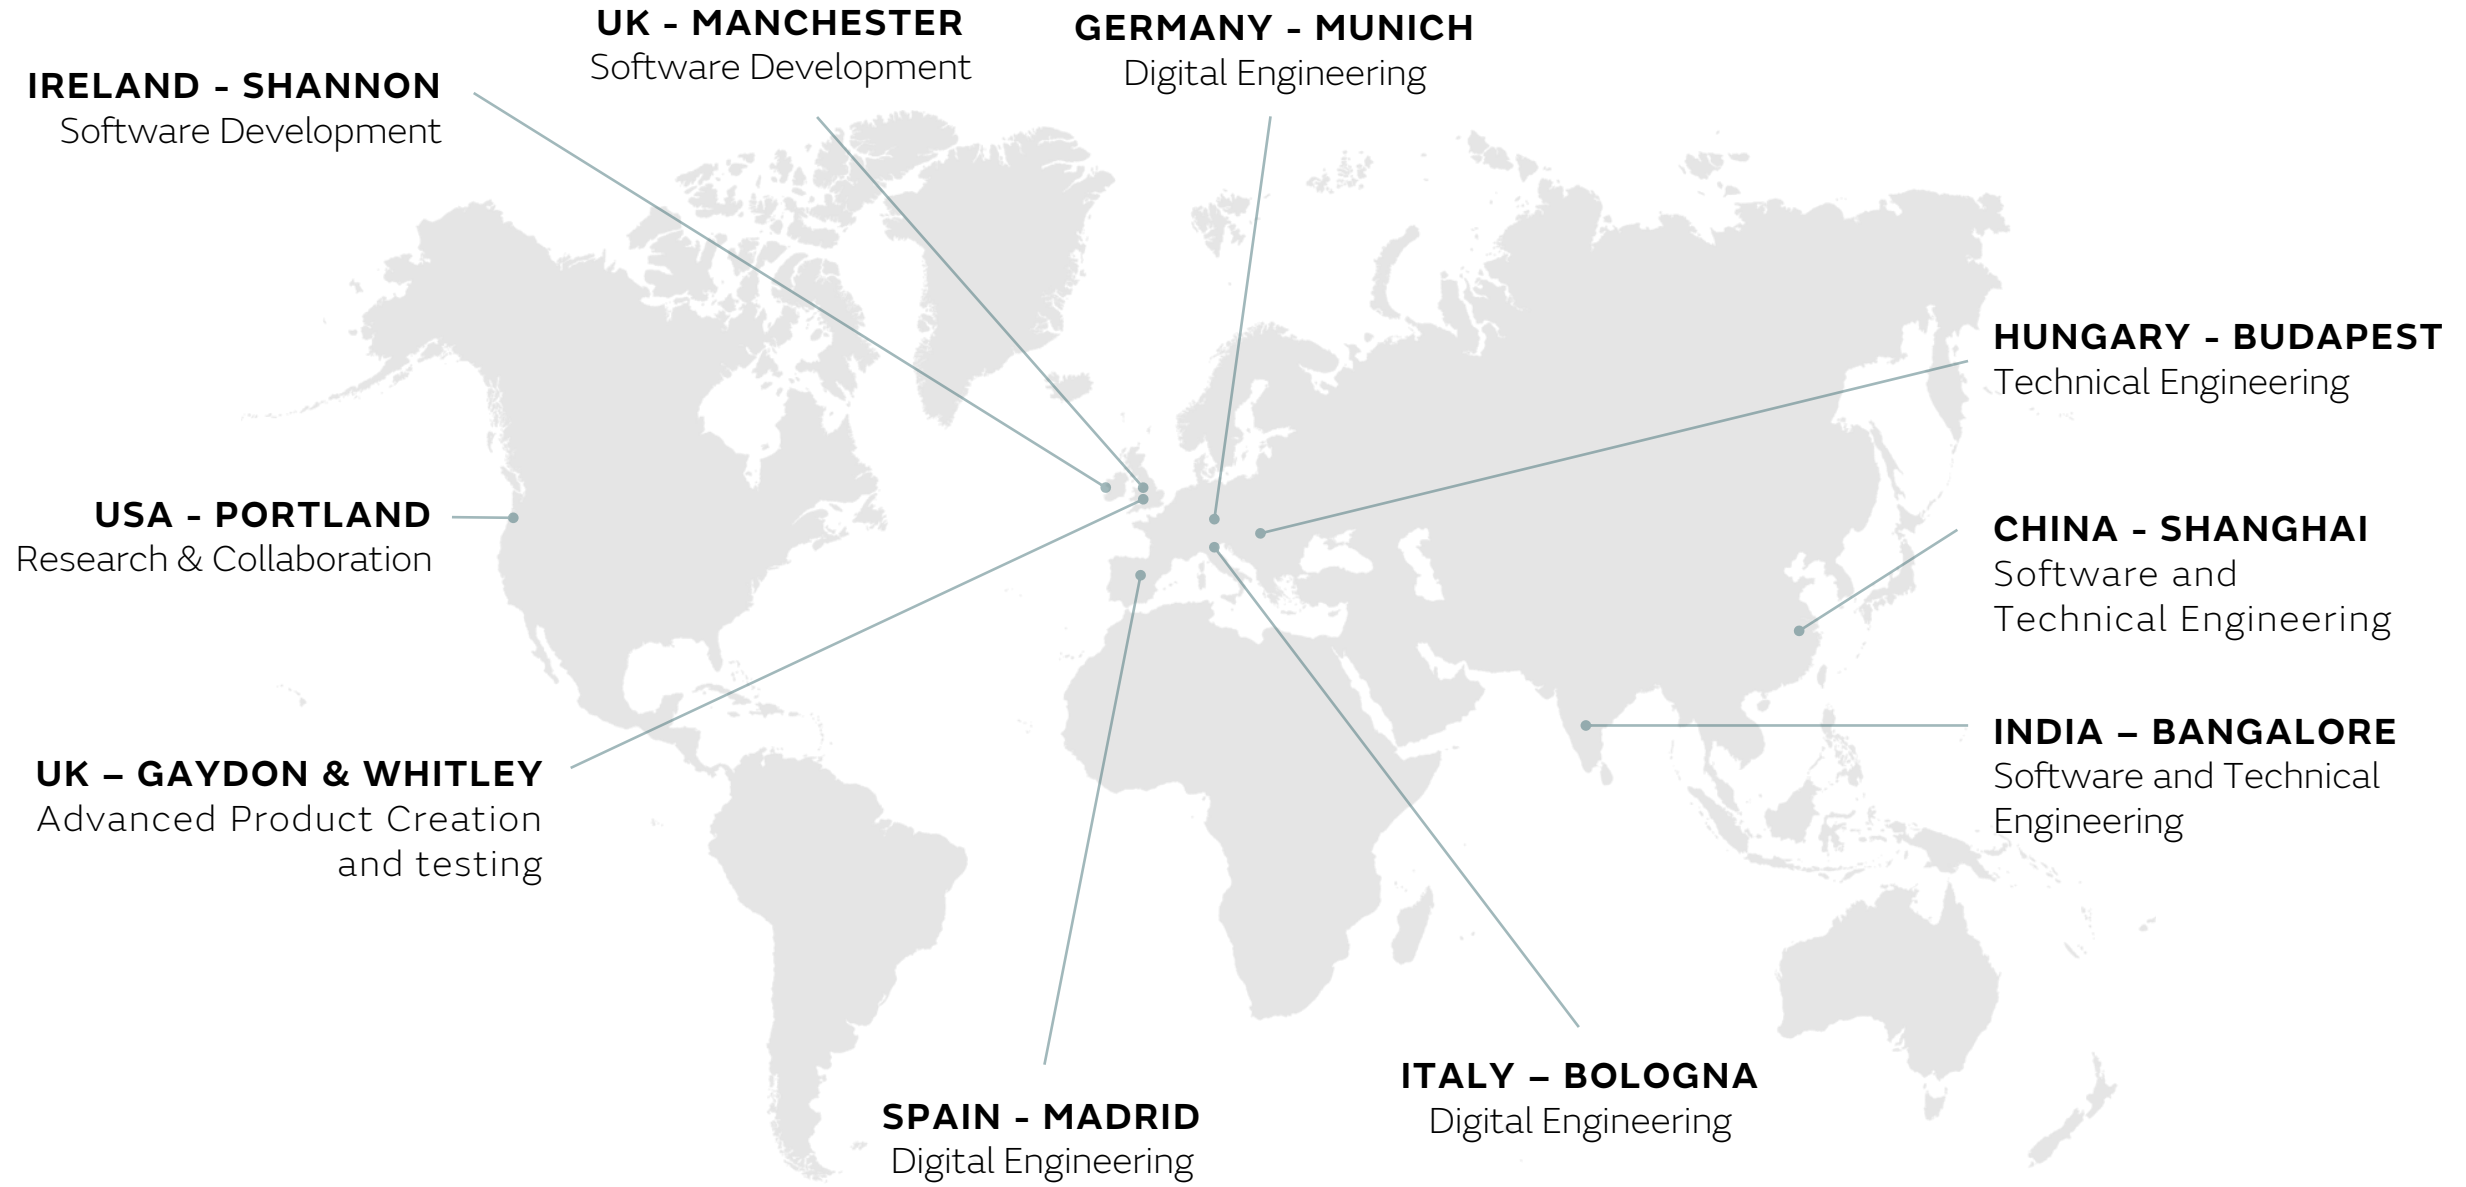 UK - MANCHESTER
Software Development
GERMANY - MUNICH
Digital Engineering
IRELAND - SHANNON
Software Development
HUNGARY - BUDAPEST
Technical Engineering
USA - PORTLAND
Research & Collaboration
CHINA - SHANGHAI
Software and
Technical Engineering
INDIA – BANGALORE
Software and Technical
Engineering
UK – GAYDON & WHITLEY
Advanced Product Creation
and testing
ITALY – BOLOGNA
Digital Engineering
SPAIN - MADRID
Digital Engineering